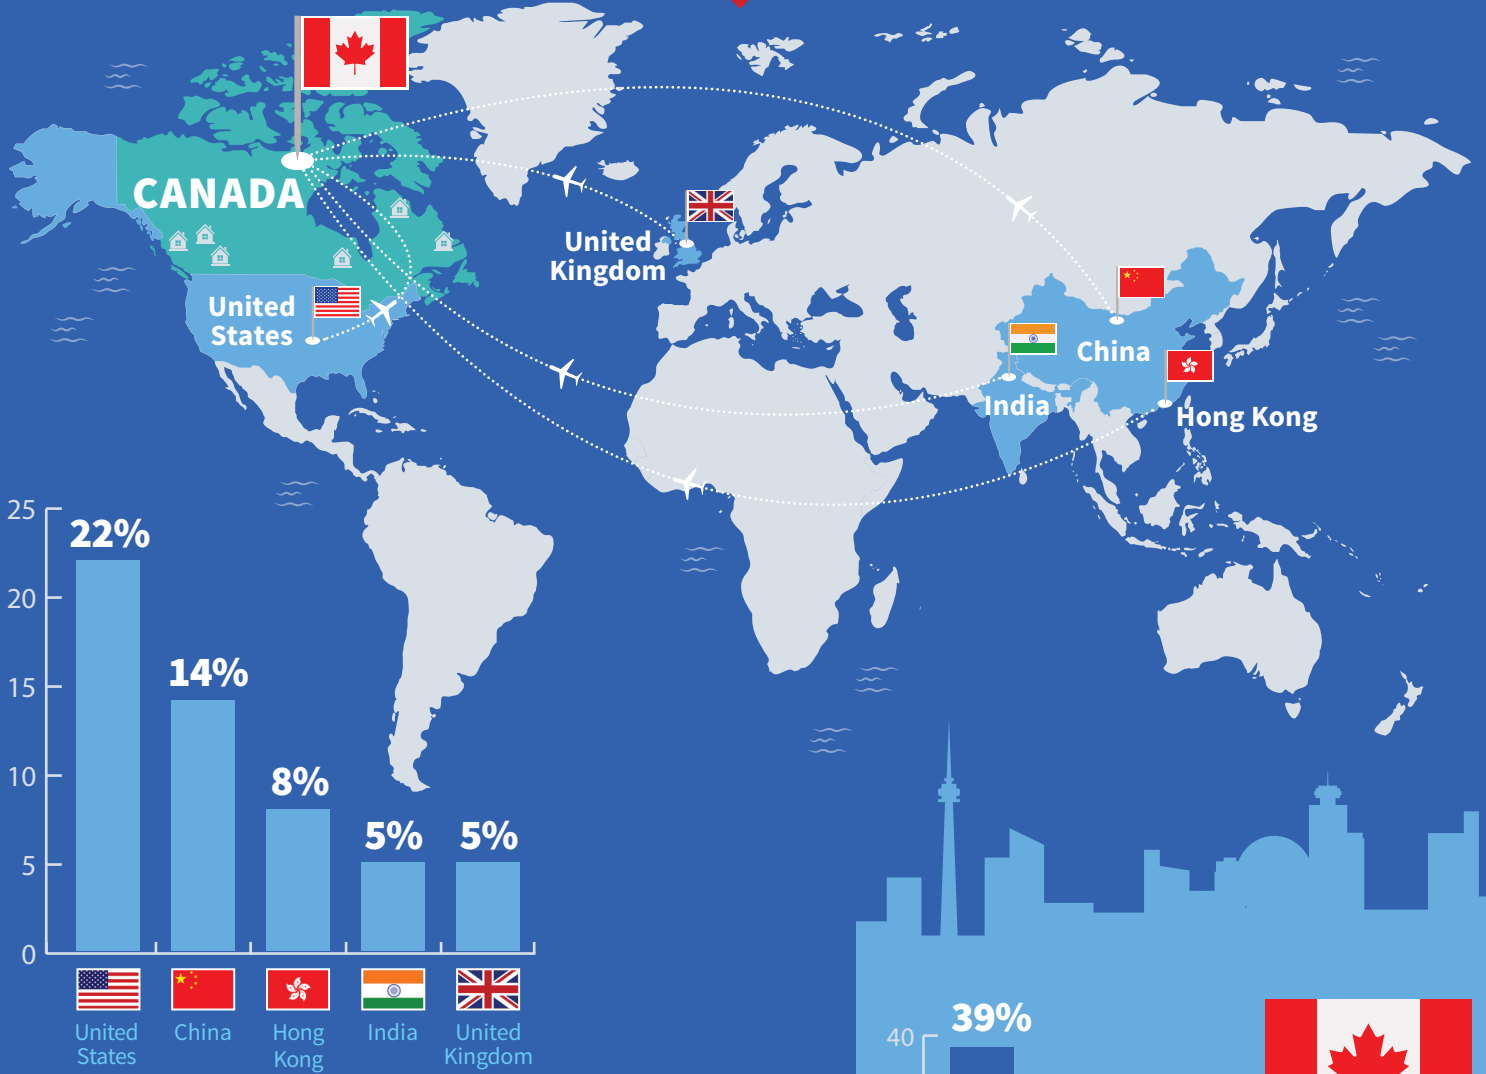 CANADA
United
Kingdom
United
States
China
India
Hong Kong
25
20
15
10
5
0
22%
14%
8%
5%
5%
United
States
China
Hong
Kong
India
United
Kingdom
39%
40